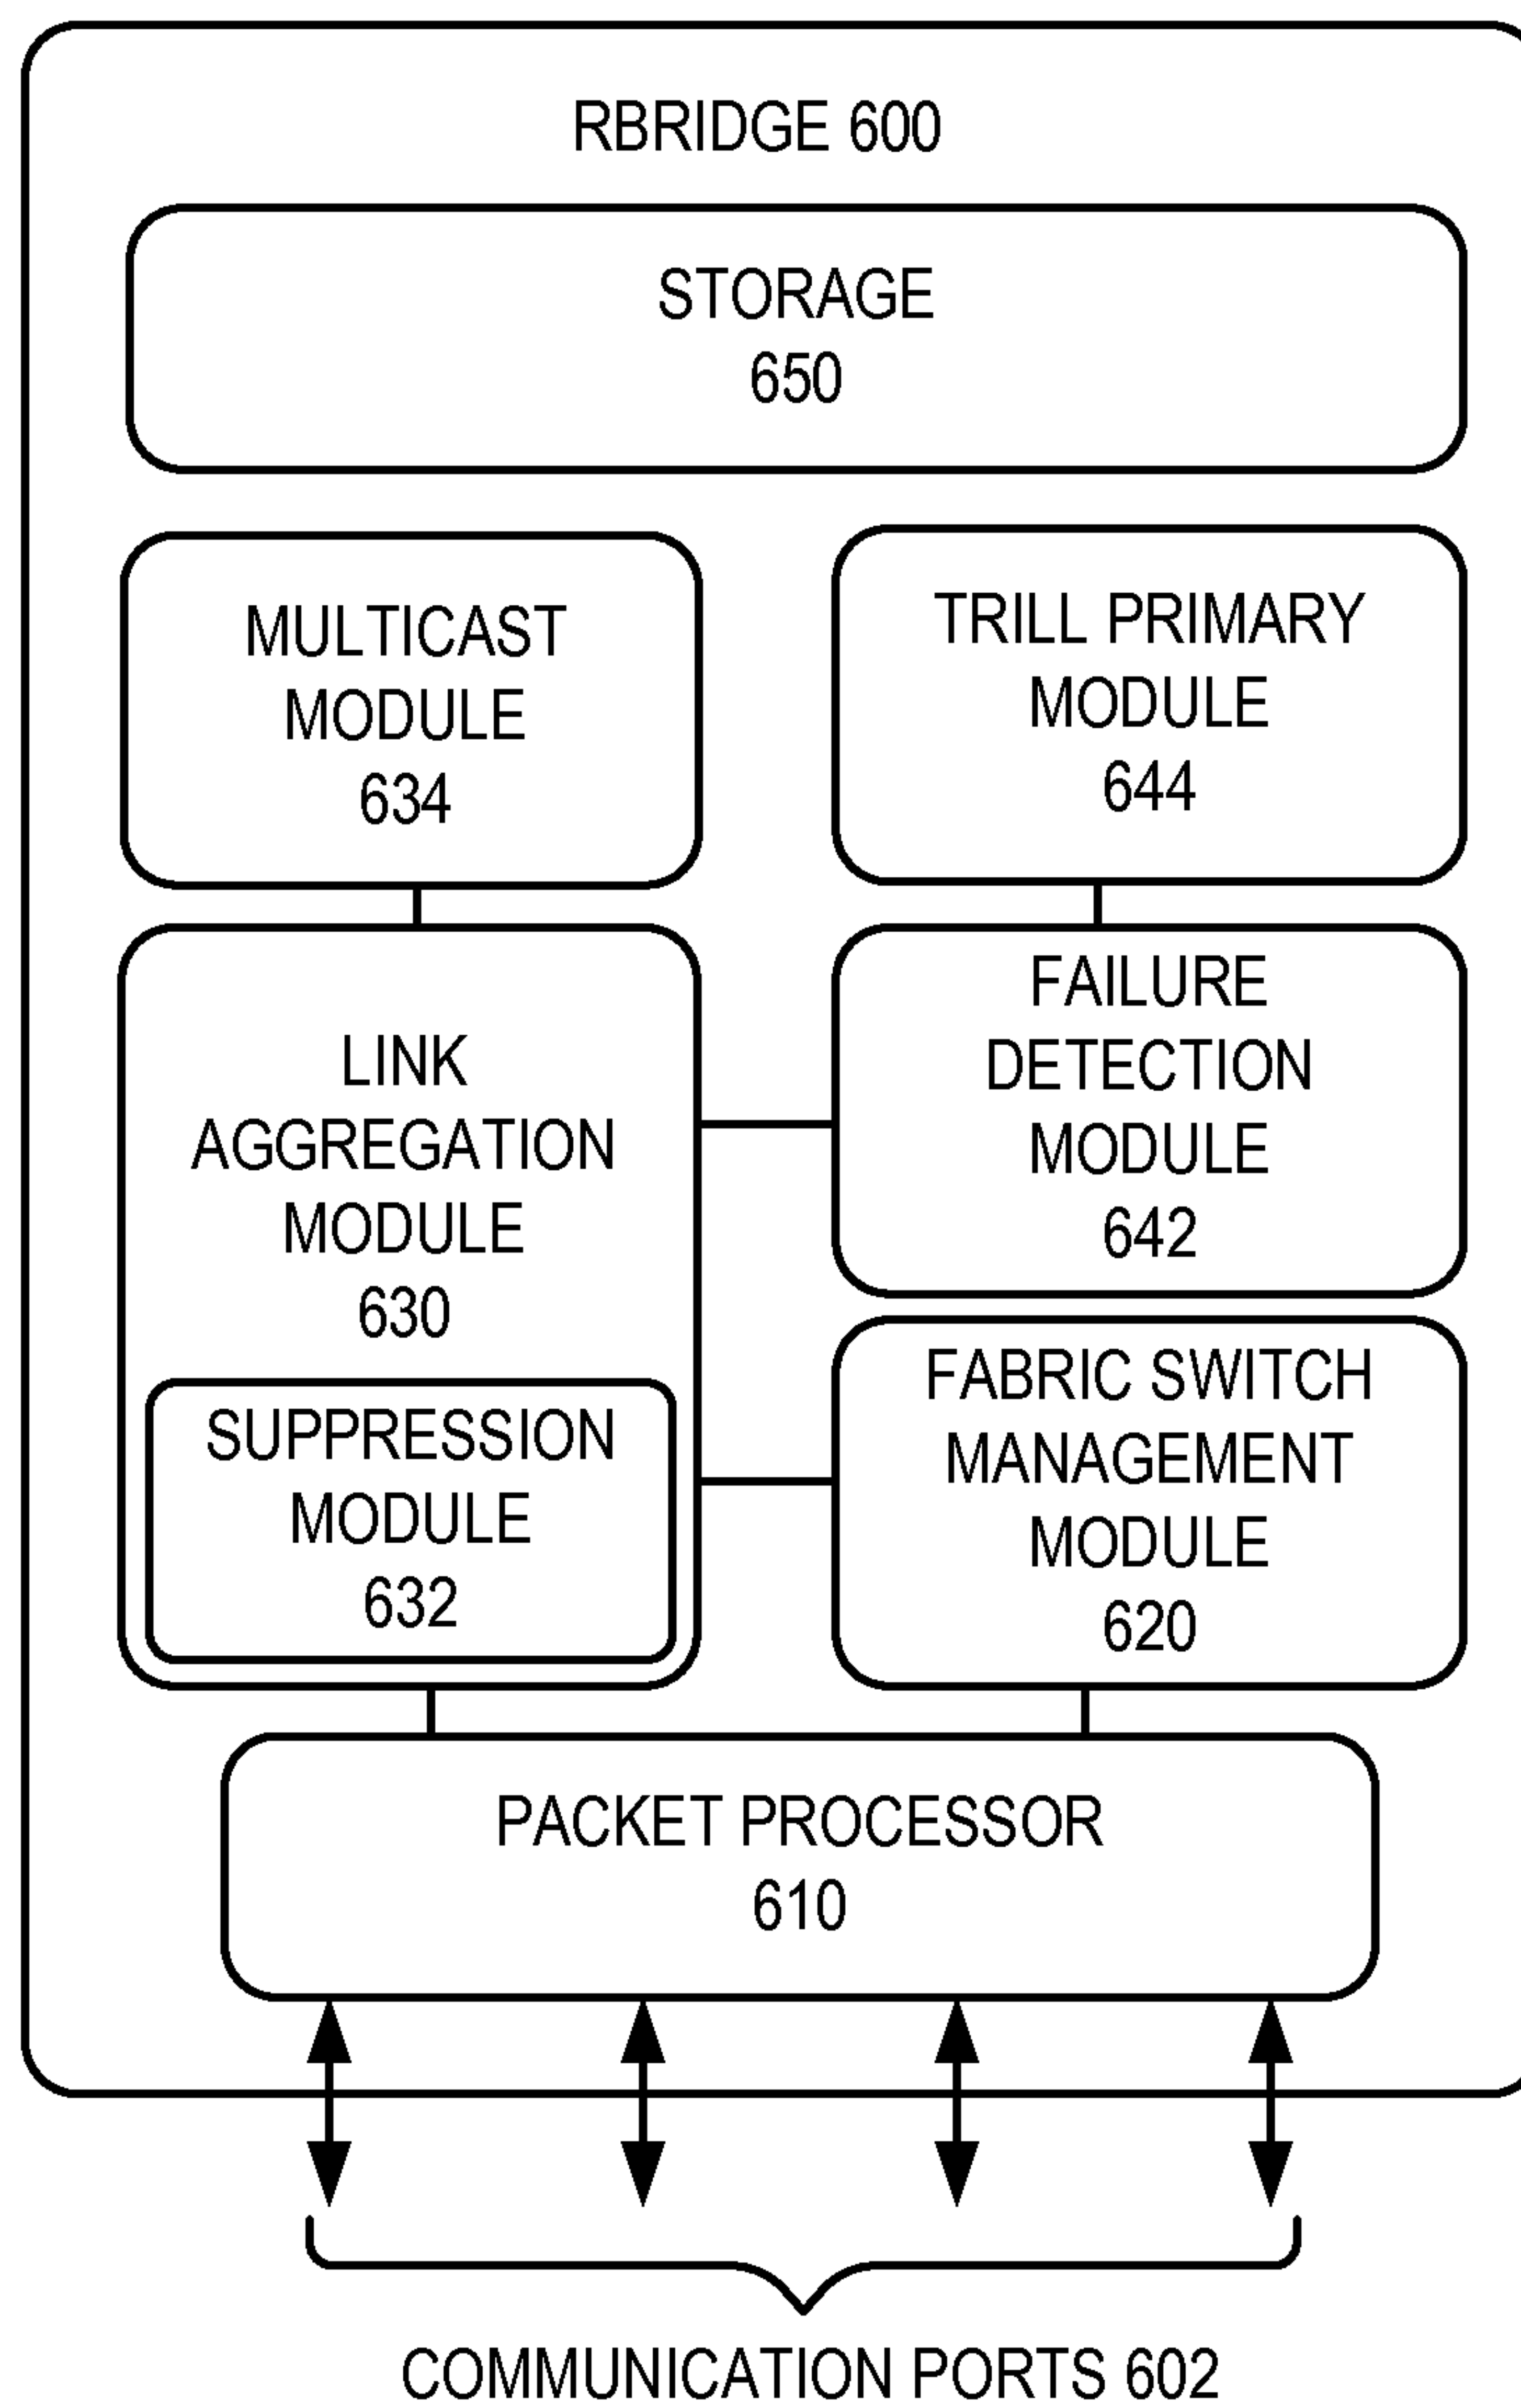 RBRIDGE 600
STORAGE
650
MULTICAST
MODULE
634
TRILL PRIMARY
MODULE
644
LINK
AGGREGATION
MODULE
630
SUPPRESSION
MODULE
632
FAILURE
DETECTION
MODULE
642
FABRIC SWITCH
MANAGEMENT
MODULE
620
PACKET PROCESSOR
610
COMMUNICATION PORTS 602